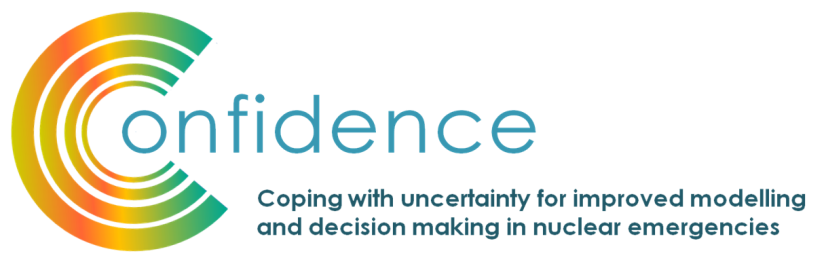 Confidence
Coping with uncertainty for improved modelling
and decision making in nuclear emergencies